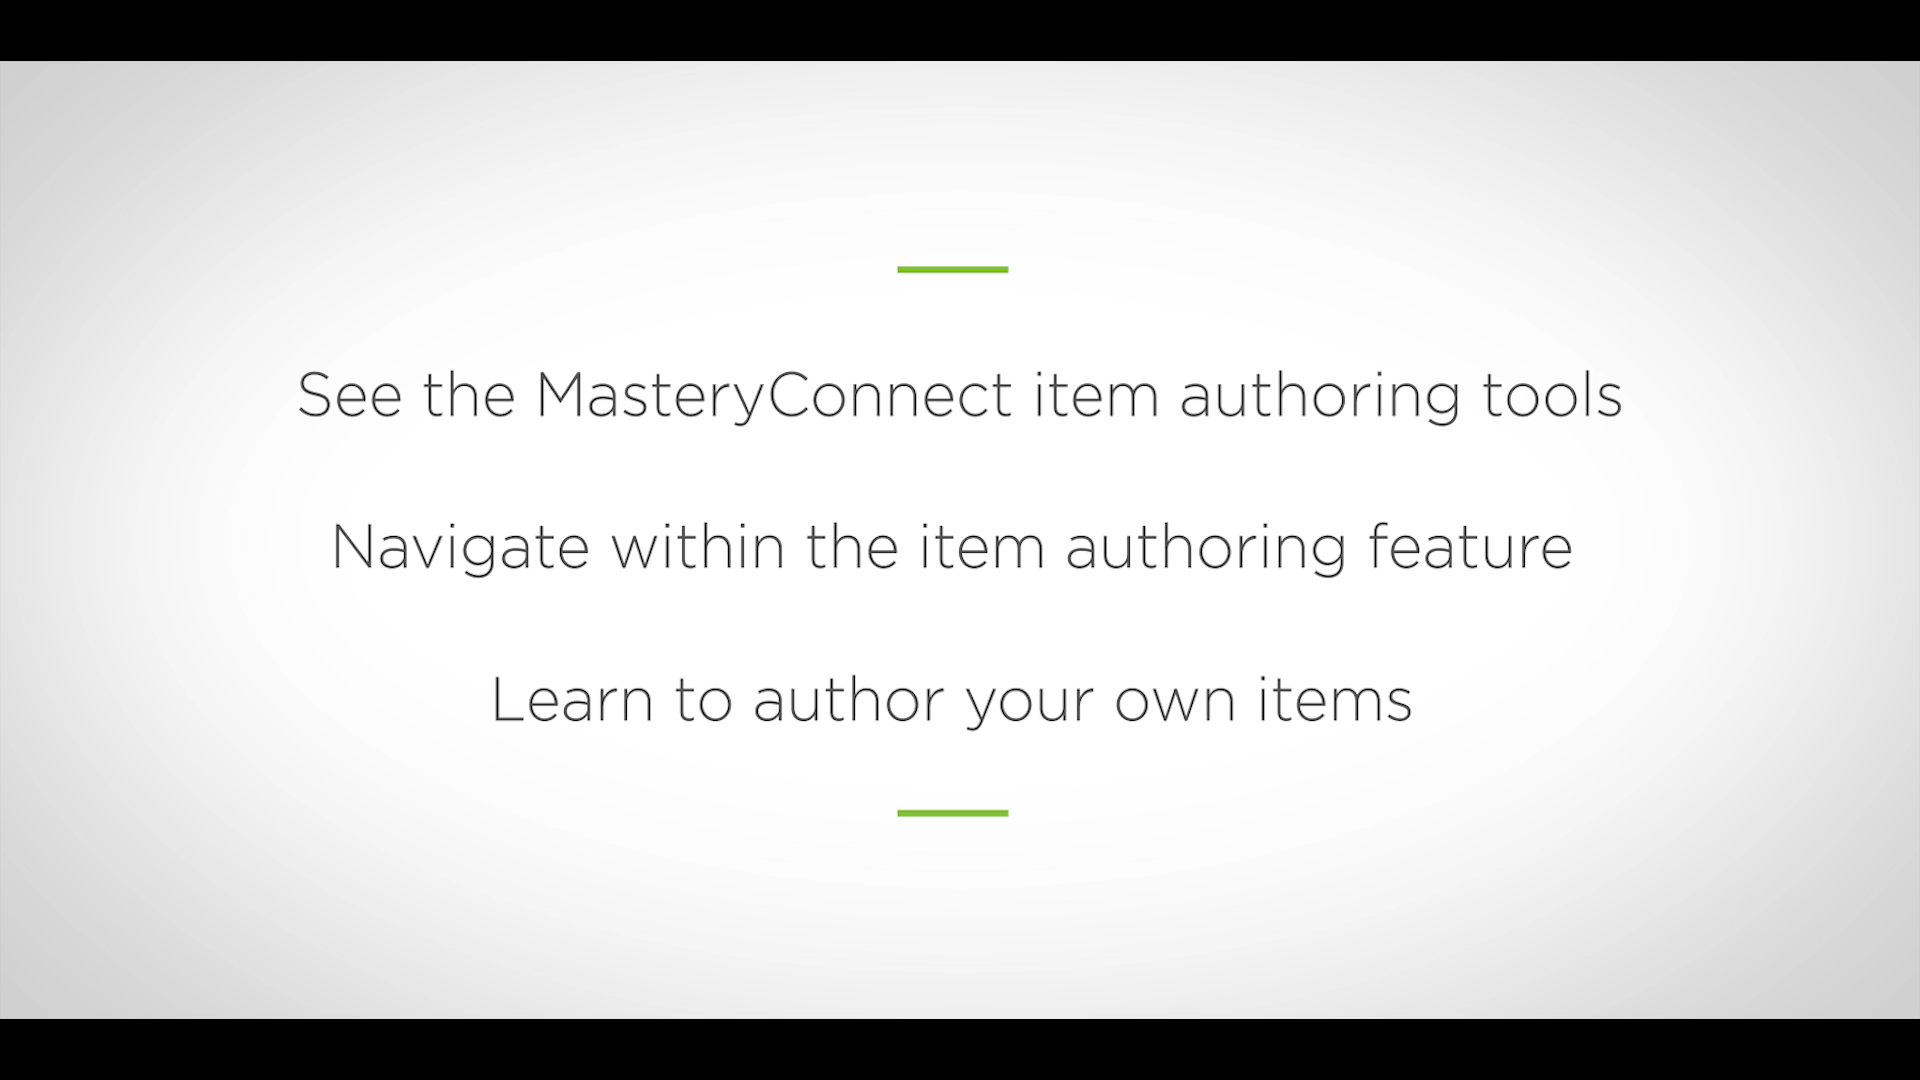 See the MasteryConnect item authoring tools
Navigate within the item authoring feature
Learn to author your own items